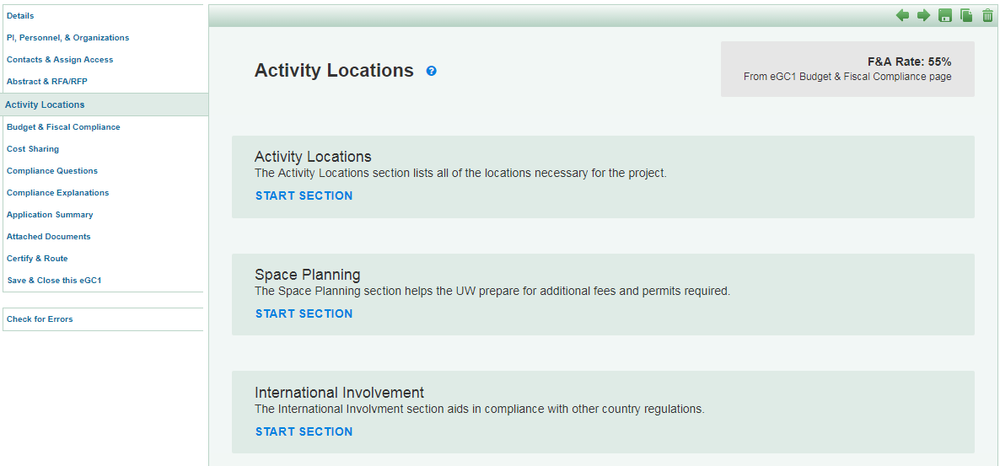 Details
PI, Personnel, & Organizations
Contacts & Assign Access
Abstract & RFA/RFP
Activity Locations
Budget & Fiscal Compliance
Cost Sharing
Compliance Questions
Compliance Explanations
Application Summary
Attached Documents
Certify & Route
Save & Close this eGC1
Check for Errors
Activity Locations ?
F&A Rate: 55%
From eGC1 Budget & Fiscal Compliance page
Activity Locations
The Activity Locations section lists all of the locations necessary for the project.
START SECTION
Space Planning
The Space Planning section helps the UW prepare for additional fees and permits required.
START SECTION
International Involvement
The International Involvment section aids in compliance with other country regulations.
START SECTION